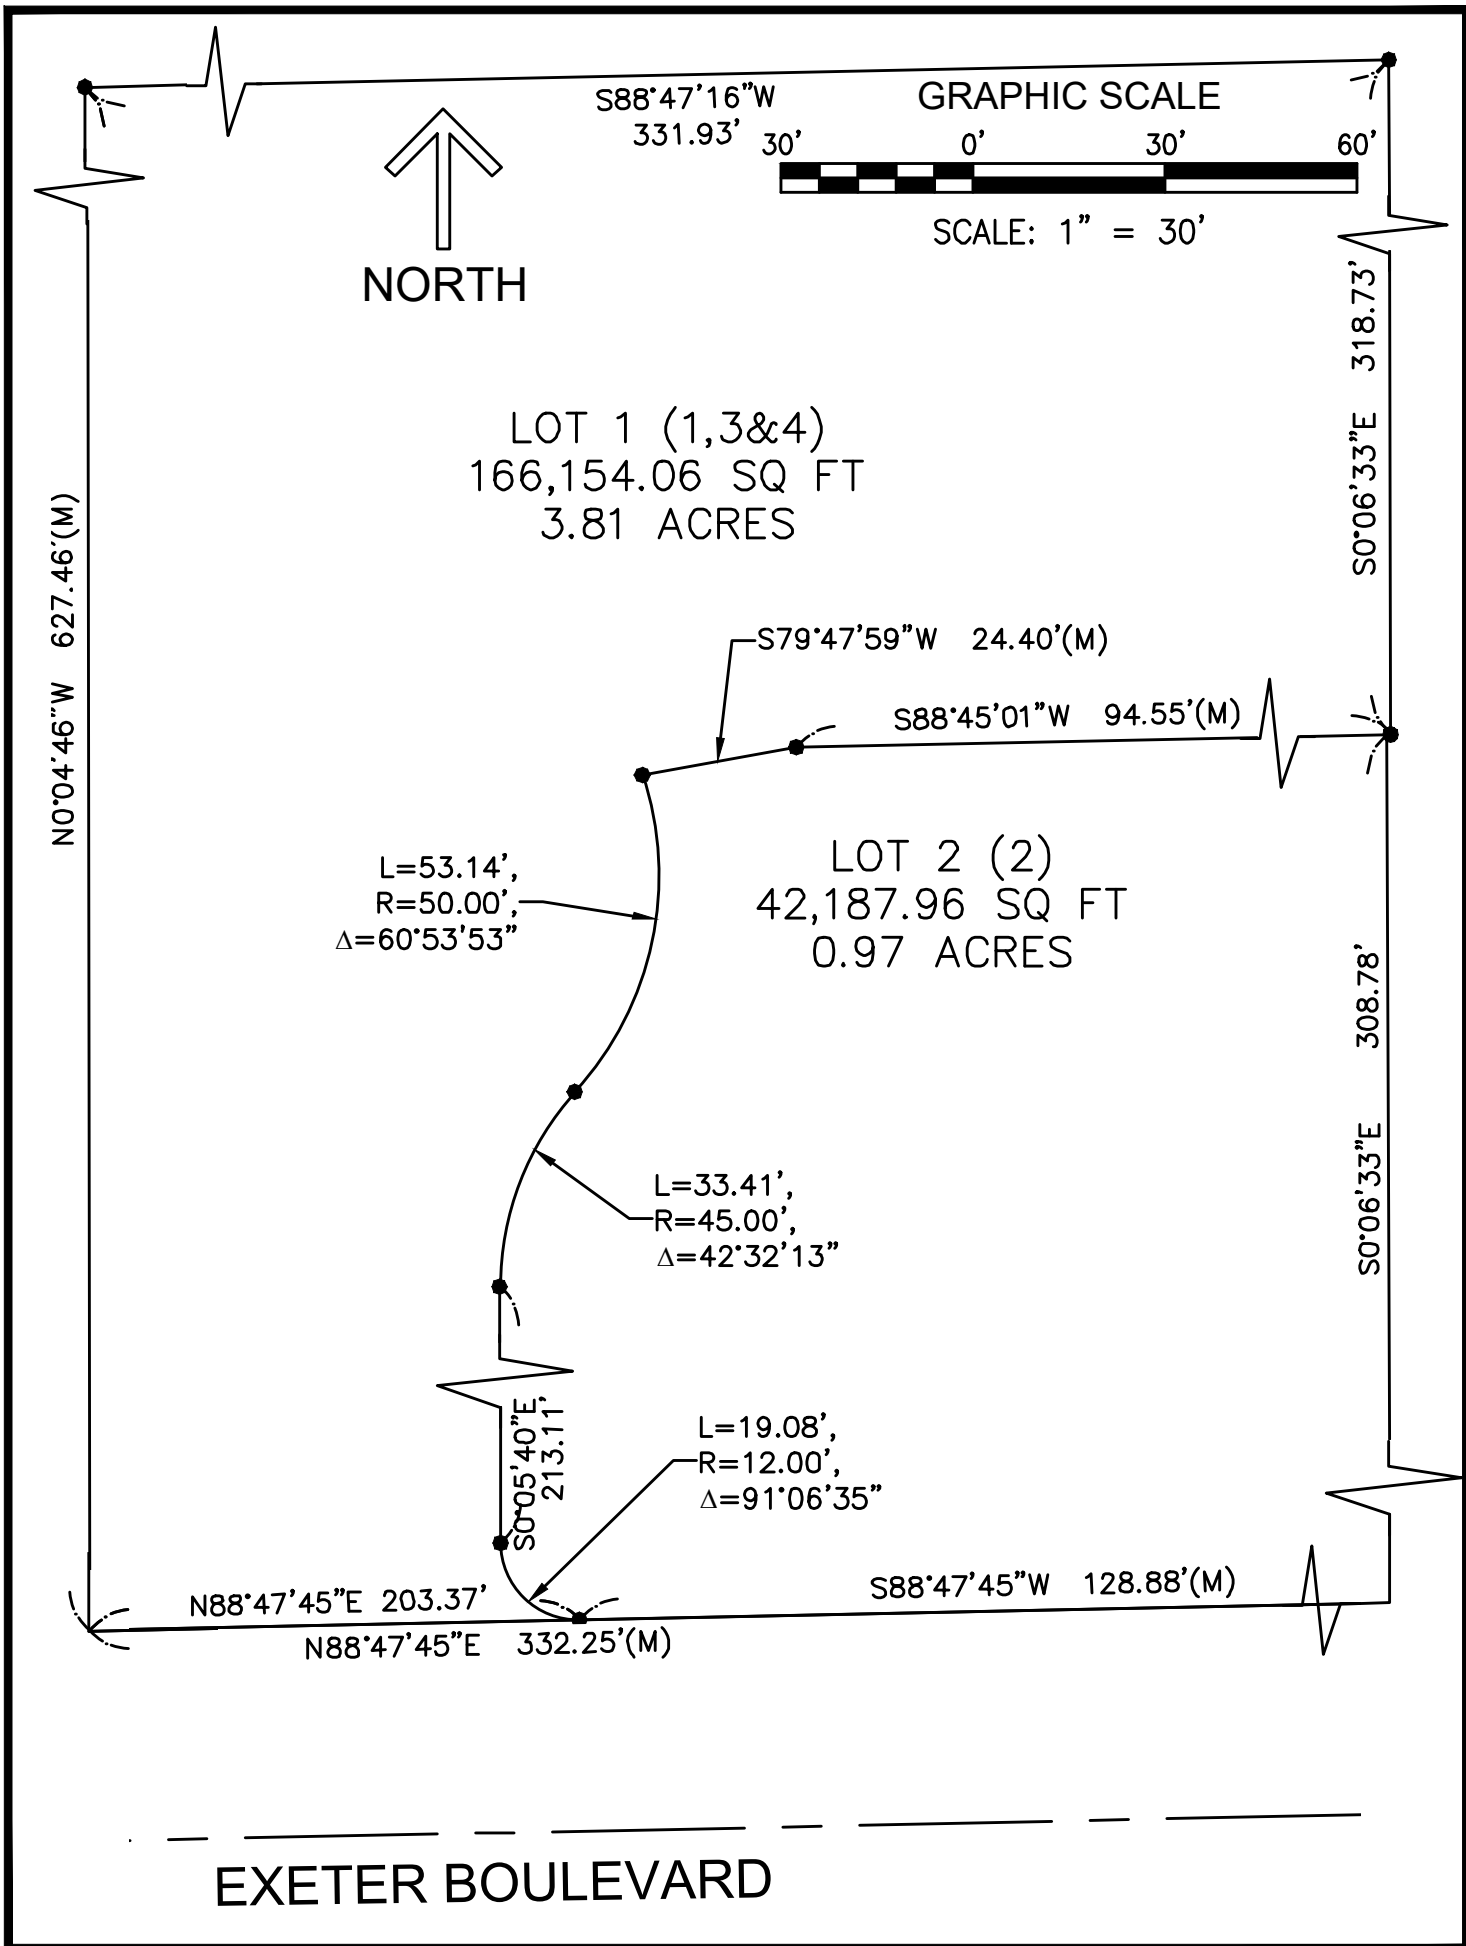 S88°47'16"W
331.93'
GRAPHIC SCALE
30' 0' 30' 60'
SCALE: 1" = 30'
NORTH
S0°06'33"E 318.73'
LOT 1 (1,3&4)
166,154.06 SQ FT
3.81 ACRES
N0°04'46"W 627.46'(M)
S79°47'59"W 24.40'(M)
S88°45'01"W 94.55'(M)
LOT 2 (2)
42,187.96 SQ FT
0.97 ACRES
L=53.14',
R=50.00',
Δ=60°53'53"
S0°06'33"E 308.78'
L=33.41',
R=45.00',
Δ=42°32'13"
S0°05'40"E
213.11'
L=19.08',
R=12.00',
Δ=91°06'35"
N88°47'45"E 203.37'
S88°47'45"W 128.88'(M)
N88°47'45"E 332.25'(M)
EXETER BOULEVARD